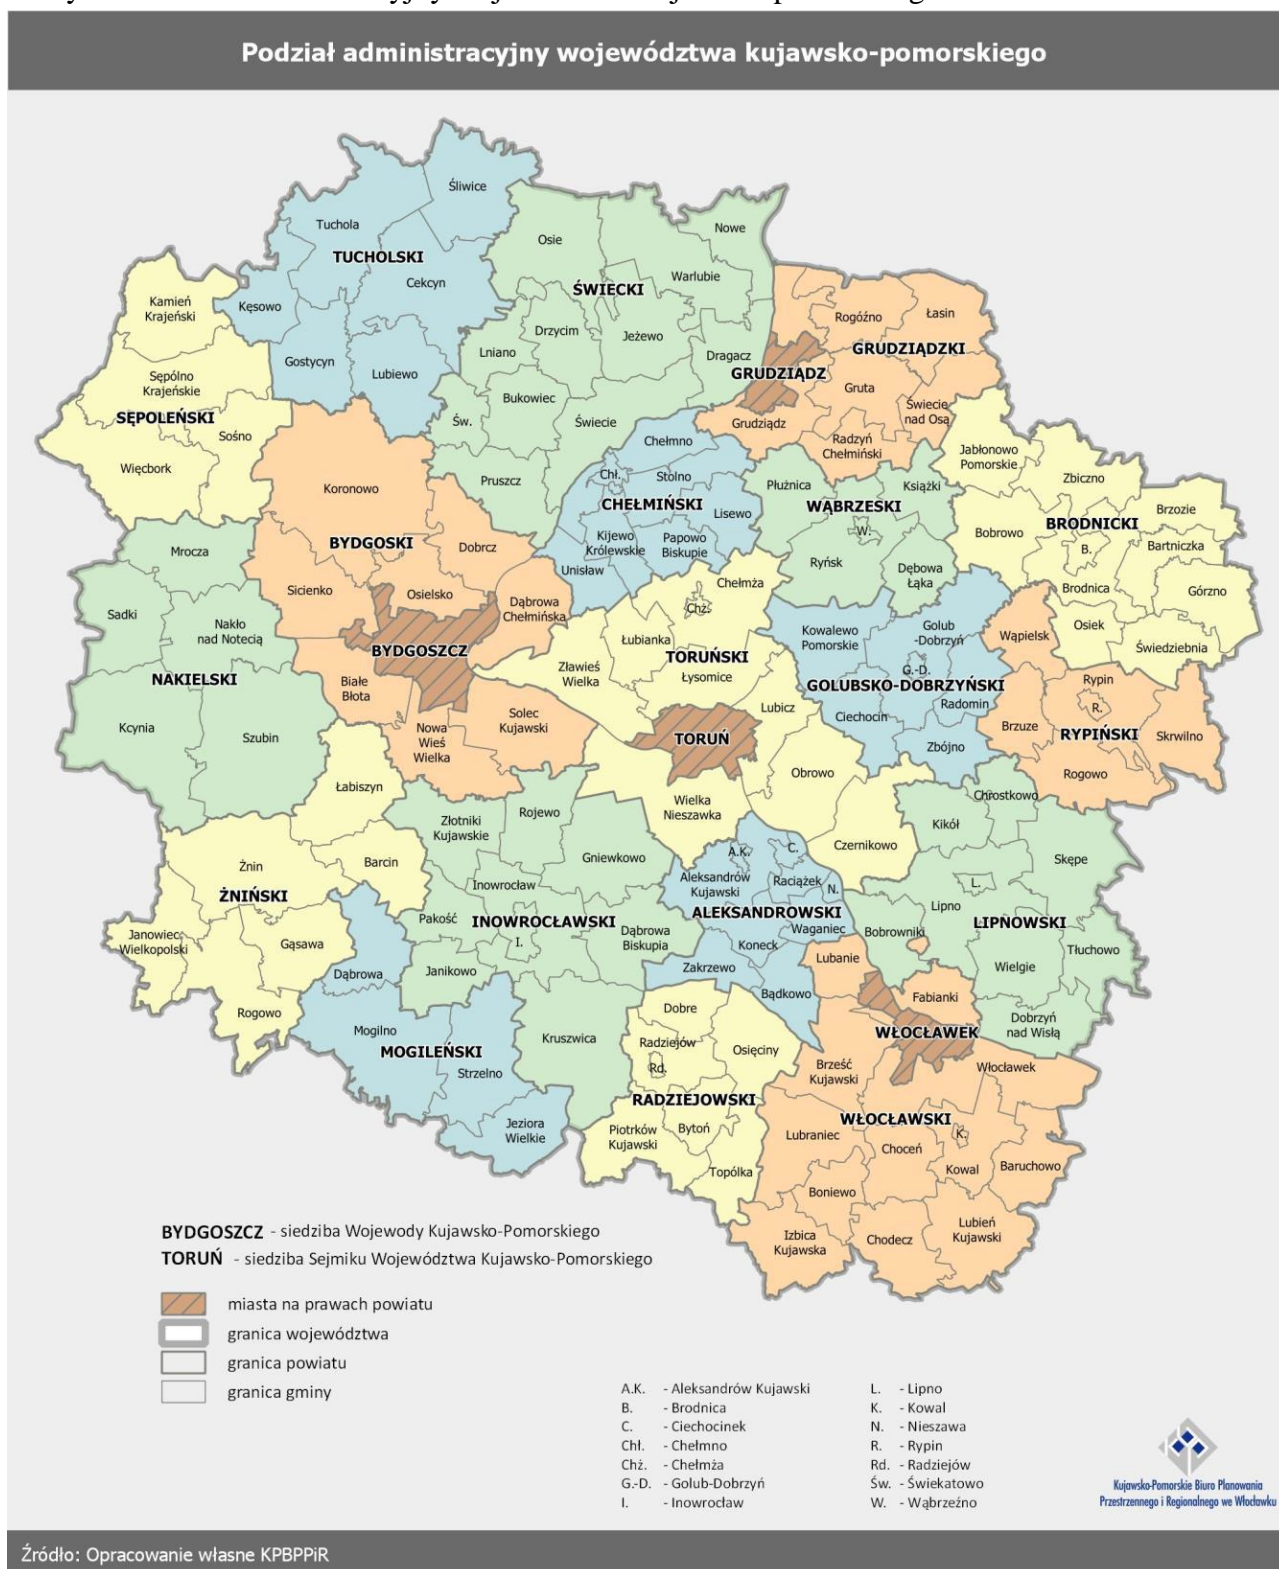 Podział administracyjny województwa kujawsko-pomorskiego
Śliwice
Tuchola
TUCHOLSKI
Cekcyn
Kęsowo
Gostycyn
Lubiewo
Osie
Nowe
Warlubie
ŚWIECKI
Drzycim
Jeżewo
Lniano
Dragacz
Bukowiec
Św.
Świecie
Pruszcz
Kamień
Krajeński
Sępólno
Krajeńskie
SĘPOLEŃSKI
Sośno
Więcbork
Rogóźno
Łasin
GRUDZIĄDZKI
GRUDZIĄDZ
Gruta
Grudziądz
Świecie
nad Osą
Radzyń
Chełmiński
Chełmno
Chł.
Stolno
CHEŁMIŃSKI
Lisewo
Kijewo
Królewskie
Papowo
Biskupie
Unisław
Płużnica
Książki
WĄBRZESKI
W.
Ryńsk
Dębowa
Łąka
Jabłonowo
Pomorskie
Zbiczno
Brzozie
BRODNICKI
Bobrowo
B.
Bartniczka
Brodnica
Górzno
Osiek
Świedziebnia
Koronowo
BYDGOSKI
Dobrcz
Sicienko
Osielsko
Dąbrowa
Chełmińska
BYDGOSZCZ
Białe
Błota
Nowa
Wieś
Wielka
Solec
Kujawski
Mrocza
Sadki
Nakło
nad Notecią
NAKIELSKI
Kcynia
Szubin
Chełmża
Chż.
Łubianka
TORUŃSKI
Zławieś
Wielka
Łysomice
Lubicz
TORUŃ
Obrowo
Wielka
Nieszawka
Czernikowo
Kowalewo
Pomorskie
Golub
-Dobrzyń
G.-D.
GOLUBSKO-DOBRZYŃSKI
Radomin
Ciechocin
Zbójno
Wąpielsk
Rypin
R.
Brzuze
RYPIŃSKI
Skrwilno
Rogowo
Łabiszyn
Barcin
Żnin
ŻNIŃSKI
Janowiec
Wielkopolski
Gąsawa
Rogowo
Złotniki
Kujawskie
Rojewo
Gniewkowo
Inowrocław
Pakość
INOWROCŁAWSKI
I.
Dąbrowa
Biskupia
Janikowo
Kruszwica
A.K.
C.
Aleksandrów
Kujawski
Raciążek
N.
ALEKSANDROWSKI
Waganiec
Koneck
Zakrzewo
Bądkowo
Chrostkowo
Kikół
Skępe
L.
Lipno
Bobrowniki
LIPNOWSKI
Tłuchowo
Wielgie
Dobrzyń
nad Wisłą
Dąbrowa
Mogilno
MOGILEŃSKI
Strzelno
Jeziora
Wielkie
Dobre
Radziejów
Osięciny
Rd.
RADZIEJOWSKI
Piotrków
Kujawski
Bytoń
Topólka
Lubanie
Fabianki
WŁOCŁAWEK
Brześć
Kujawski
Włocławek
WŁOCŁAWSKI
Lubraniec
Choceń
K.
Kowal
Baruchowo
Boniewo
Izbica
Kujawska
Chodecz
Lubień
Kujawski
BYDGOSZCZ - siedziba Wojewody Kujawsko-Pomorskiego
TORUŃ - siedziba Sejmiku Województwa Kujawsko-Pomorskiego
miasta na prawach powiatu
granica województwa
granica powiatu
granica gminy
A.K. - Aleksandrów Kujawski
B. - Brodnica
C. - Ciechocinek
Chł. - Chełmno
Chż. - Chełmża
G.-D. - Golub-Dobrzyń
I. - Inowrocław
L. - Lipno
K. - Kowal
N. - Nieszawa
R. - Rypin
Rd. - Radziejów
Św. - Świekatowo
W. - Wąbrzeźno
Kujawsko-Pomorskie Biuro Planowania
Przestrzennego i Regionalnego we Włocławku
Źródło: Opracowanie własne KPBPPiR